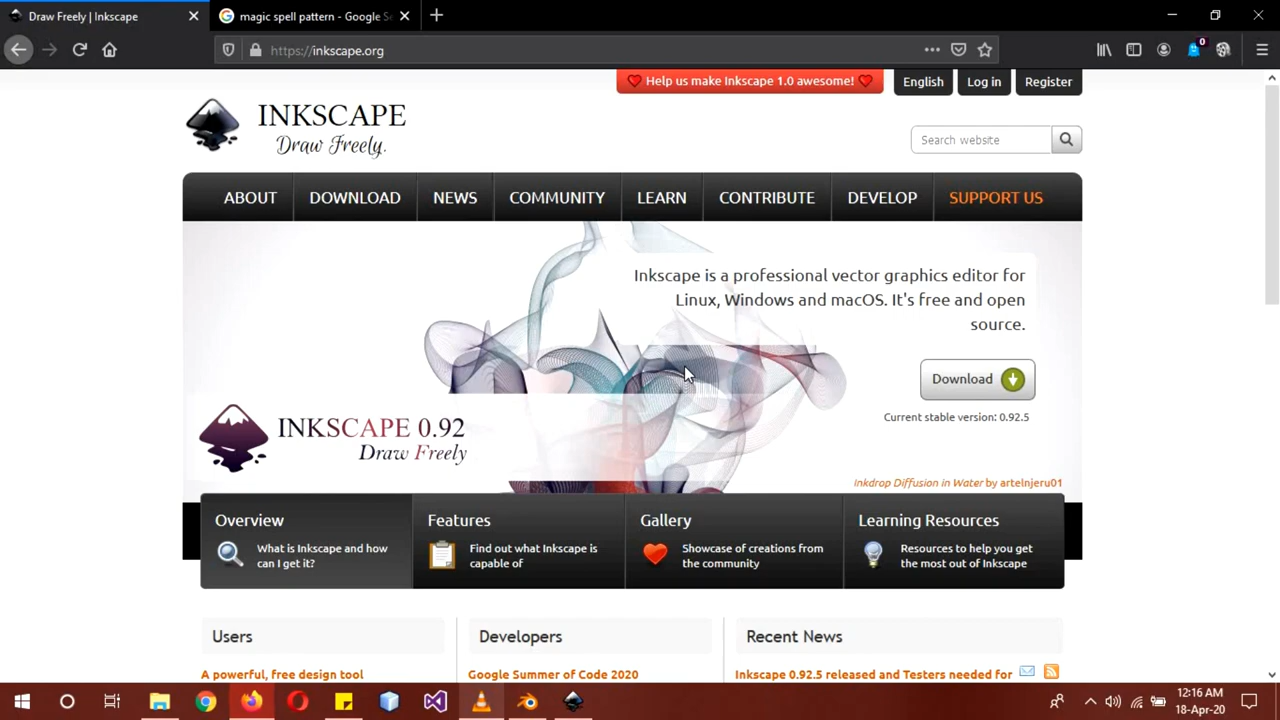 Draw Freely | Inkscape
magic spell pattern - Google Se
https://inkscape.org
0
Help us make Inkscape 1.0 awesome!
English
Log in
Register
INKSCAPE
Draw Freely.
Search website
ABOUT
DOWNLOAD
NEWS
COMMUNITY
LEARN
CONTRIBUTE
DEVELOP
SUPPORT US
Inkscape is a professional vector graphics editor for
Linux, Windows and macOS. It's free and open
source.
Download
Current stable version: 0.92.5
INKSCAPE 0.92
Draw Freely
Inkdrop Diffusion in Water by artelnjeru01
Overview
What is Inkscape and how
can I get it?
Features
Find out what Inkscape is
capable of
Gallery
Showcase of creations from
the community
Learning Resources
Resources to help you get
the most out of Inkscape
Users
Developers
Recent News
A powerful, free design tool
Google Summer of Code 2020
Inkscape 0.92.5 released and Testers needed for
12:16 AM
18-Apr-20